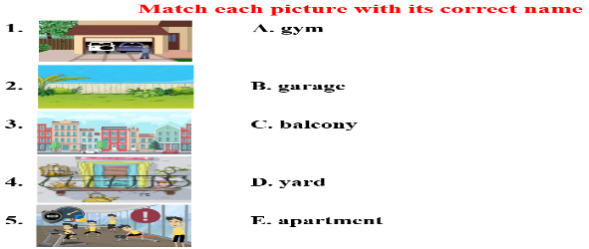 Match each picture with its correct name
1. A. gym
2. B. garage
3. C. balcony
4. D. yard
5. E. apartment